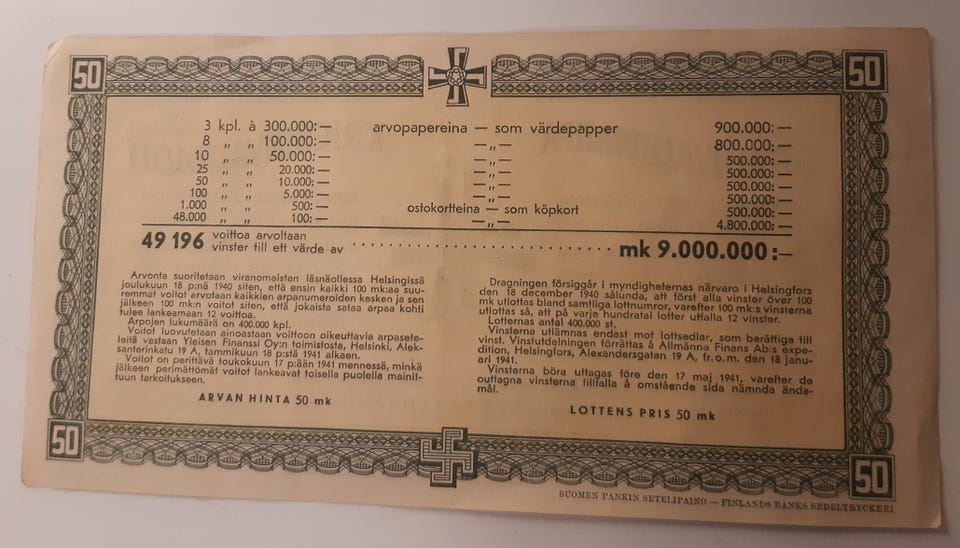 50 50
3 kpl. à 300.000:— arvopapereina — som värdepapper 900.000:—
8 „ „ 100.000:— —„— 800.000:—
10 „ „ 50.000:— —„— 500.000:—
25 „ „ 20.000:— —„— 500.000:—
50 „ „ 10.000:— —„— 500.000:—
100 „ „ 5.000:— —„— 500.000:—
1.000 „ „ 500:— ostokortteina — som köpkort 500.000:—
48.000 „ „ 100:— —„— 4.800.000:—
49 196 voittoa arvoltaan
vinster till ett värde av . . . . . . . . . . . . . . . . . . . . . . . . . . . . . . mk 9.000.000:—
Arvonta suoritetaan viranomaisten läsnäollessa Helsingissä
joulukuun 18 p:nä 1940 siten, että ensin kaikki 100 mk:aa suu-
remmat voitot arvotaan kaikkien arpanumeroiden kesken ja sen
jälkeen 100 mk:n voitot siten, että jokaista sataa arpaa kohti
tulee lankeamaan 12 voittoa.
Arpojen lukumäärä on 400.000 kpl.
Voitot luovutetaan ainoastaan voittoon oikeuttavia arpasete-
leitä vastaan Yleisen Finanssi Oy:n toimistosta, Helsinki, Alek-
santerinkatu 19 A, tammikuun 18 p:stä 1941 alkaen.
Voitot on perittävä toukokuun 17 p:ään 1941 mennessä, minkä
jälkeen perimättömät voitot lankeavat toisella puolella mainit-
tuun tarkoitukseen.
ARVAN HINTA 50 mk
Dragningen försiggår i myndigheternas närvaro i Helsingfors
den 18 december 1940 sålunda, att först alla vinster över 100
mk utlottas bland samtliga lottnumror, varefter 100 mk:s vinsterna
utlottas så, att på varje hundratal lotter utfalla 12 vinster.
Lotternas antal 400.000 st.
Vinsterna utlämnas endast mot lottsedlar, som berättiga till
vinst. Vinstutdelningen förrättas å Allmänna Finans Ab:s expe-
dition, Helsingfors, Alexandersgatan 19 A, fr. o. m. den 18 janu-
ari 1941.
Vinsterna böra uttagas före den 17 maj 1941, varefter de
outtagna vinsterna tillfalla å omstående sida nämnda ända-
mål.
LOTTENS PRIS 50 mk
50 50
SUOMEN PANKIN SETELIPAINO — FINLANDS BANKS SEDELTRYCKERI